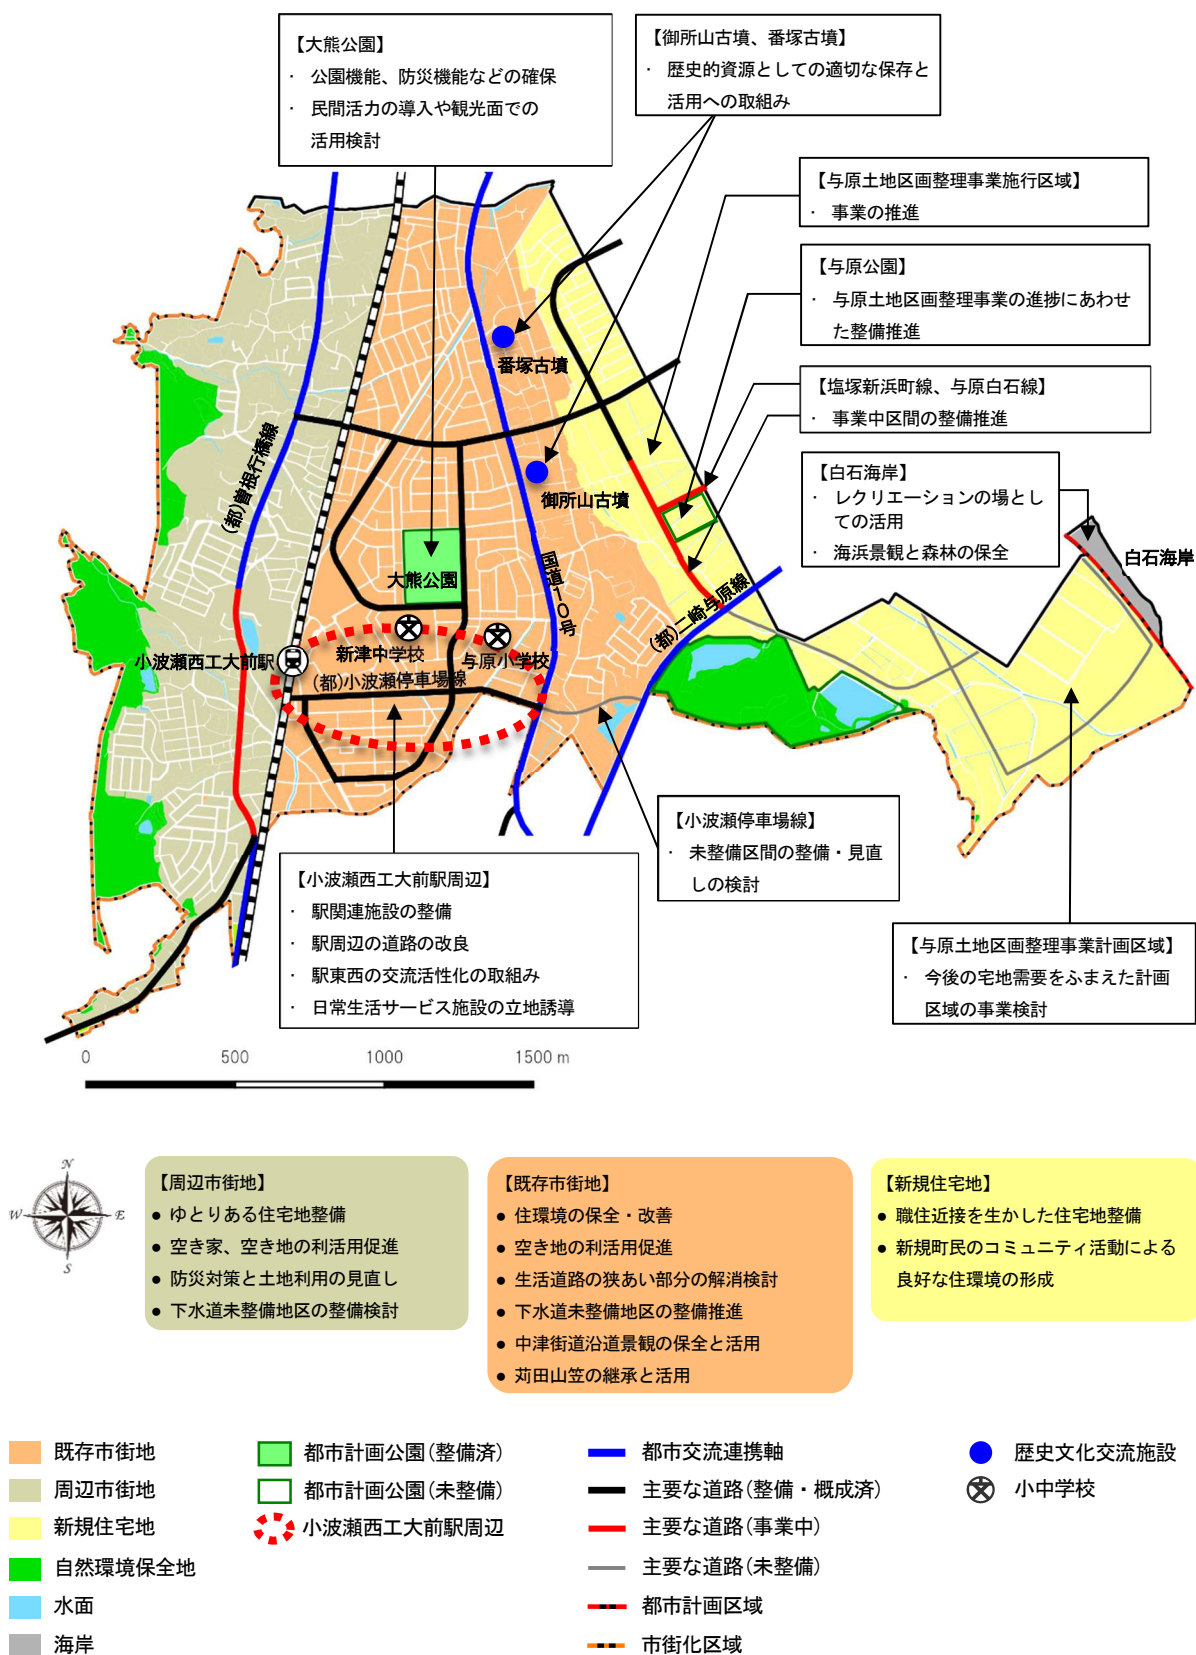 【大熊公園】
・ 公園機能、防災機能などの確保
・ 民間活力の導入や観光面での
活用検討
【御所山古墳、番塚古墳】
・ 歴史的資源としての適切な保存と
活用への取組み
【与原土地区画整理事業施行区域】
・ 事業の推進
【与原公園】
・ 与原土地区画整理事業の進捗にあわせ
た整備推進
【塩塚新浜町線、与原白石線】
・ 事業中区間の整備推進
【白石海岸】
・ レクリエーションの場とし
ての活用
・ 海浜景観と森林の保全
番塚古墳
御所山古墳
(都)曽根行橋線
国道10号
大熊公園
(都)二崎与原線
白石海岸
小波瀬西工大前駅
新津中学校
与原小学校
(都)小波瀬停車場線
【小波瀬停車場線】
・ 未整備区間の整備・見直
しの検討
【小波瀬西工大前駅周辺】
・ 駅関連施設の整備
・ 駅周辺の道路の改良
・ 駅東西の交流活性化の取組み
・ 日常生活サービス施設の立地誘導
【与原土地区画整理事業計画区域】
・ 今後の宅地需要をふまえた計画
区域の事業検討
0 500 1000 1500 m
N
W E
S
【周辺市街地】
● ゆとりある住宅地整備
● 空き家、空き地の利活用促進
● 防災対策と土地利用の見直し
● 下水道未整備地区の整備検討
【既存市街地】
● 住環境の保全・改善
● 空き地の利活用促進
● 生活道路の狭あい部分の解消検討
● 下水道未整備地区の整備推進
● 中津街道沿道景観の保全と活用
● 苅田山笠の継承と活用
【新規住宅地】
● 職住近接を生かした住宅地整備
● 新規町民のコミュニティ活動による
良好な住環境の形成
既存市街地
周辺市街地
新規住宅地
自然環境保全地
水面
海岸
都市計画公園(整備済)
都市計画公園(未整備)
小波瀬西工大前駅周辺
都市交流連携軸
主要な道路(整備・概成済)
主要な道路(事業中)
主要な道路(未整備)
都市計画区域
市街化区域
歴史文化交流施設
小中学校